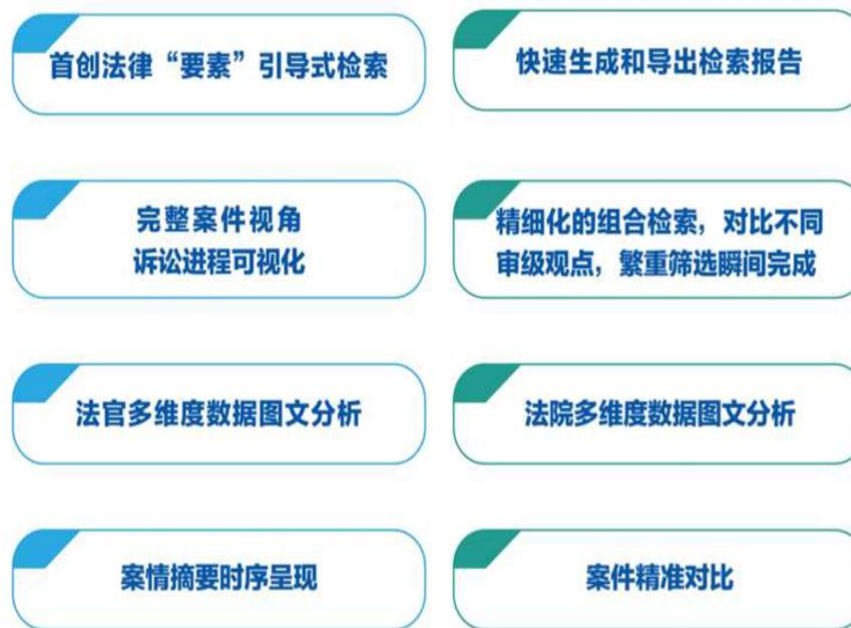 首创法律“要素”引导式检索
快速生成和导出检索报告
完整案件视角
诉讼进程可视化
精细化的组合检索，对比不同
审级观点，繁重筛选瞬间完成
法官多维度数据图文分析
法院多维度数据图文分析
案情摘要时序呈现
案件精准对比